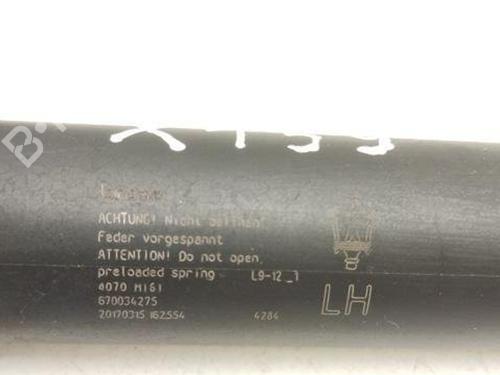 ACHTUNG! Nicht
Feder vorgespannt
ATTENTION! Do not open,
preloaded spring L9-12_1
4070 M161
670034275
20170315 162554 4284
LH